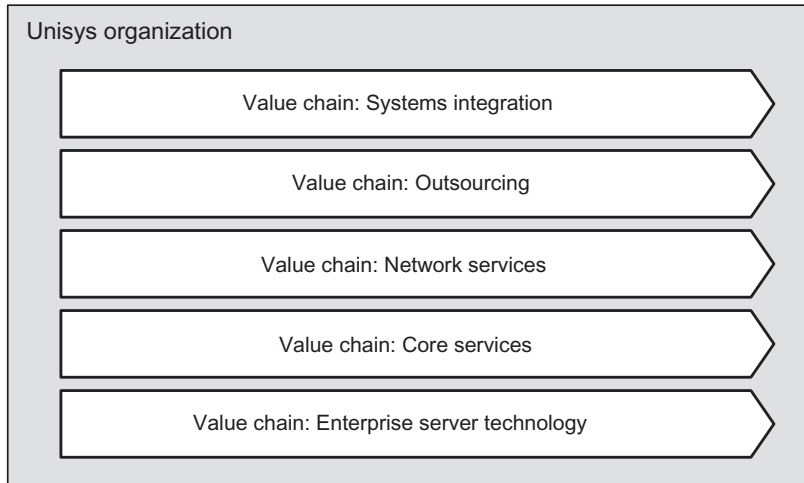 Unisys organization
Value chain: Systems integration
Value chain: Outsourcing
Value chain: Network services
Value chain: Core services
Value chain: Enterprise server technology